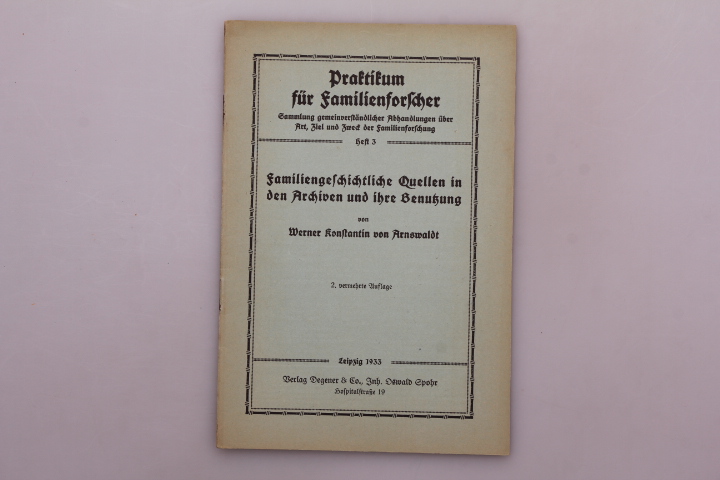 Praktikum
für Familienforscher
Sammlung gemeinverständlicher Abhandlungen über
Art, Ziel und Zweck der Familienforschung
Heft 3
Familiengeschichtliche Quellen in
den Archiven und ihre Benutzung
von
Werner Konstantin von Arnswaldt
2. vermehrte Auflage
Leipzig 1933
Verlag Degener & Co., Inh. Oswald Spohr
Hospitalstraße 19